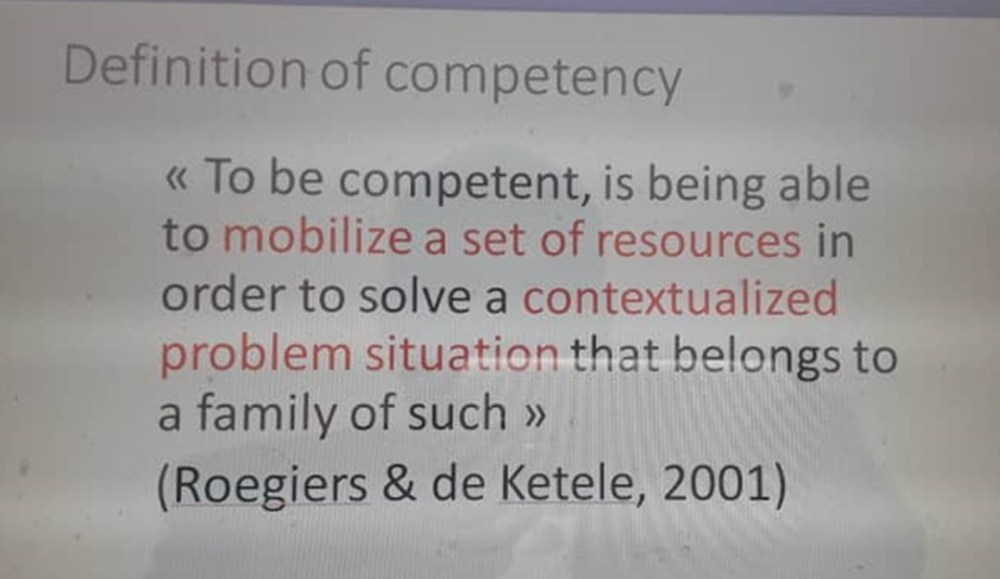 Definition of competency
« To be competent, is being able
to mobilize a set of resources in
order to solve a contextualized
problem situation that belongs to
a family of such »
(Roegiers & de Ketele, 2001)